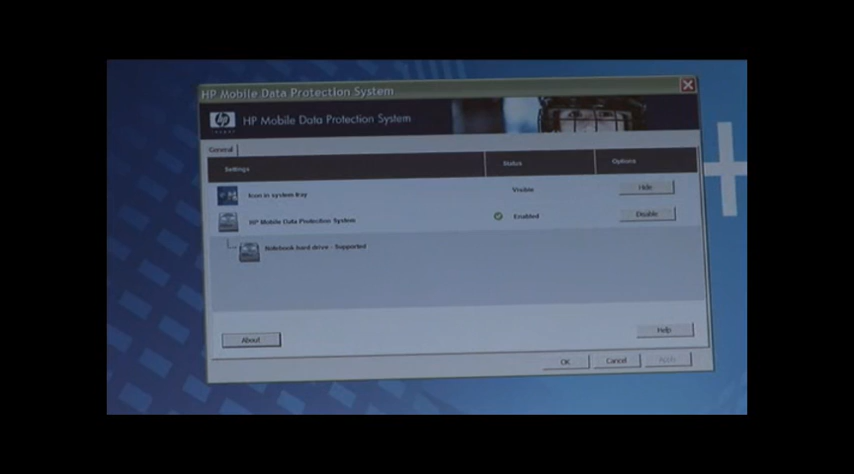 HP Mobile Data Protection System
hp
HP Mobile Data Protection System
General
Settings Status Options
Icon in system tray Visible Hide
HP Mobile Data Protection System Enabled Disable
Notebook hard drive - Supported
About Help
OK Cancel Apply